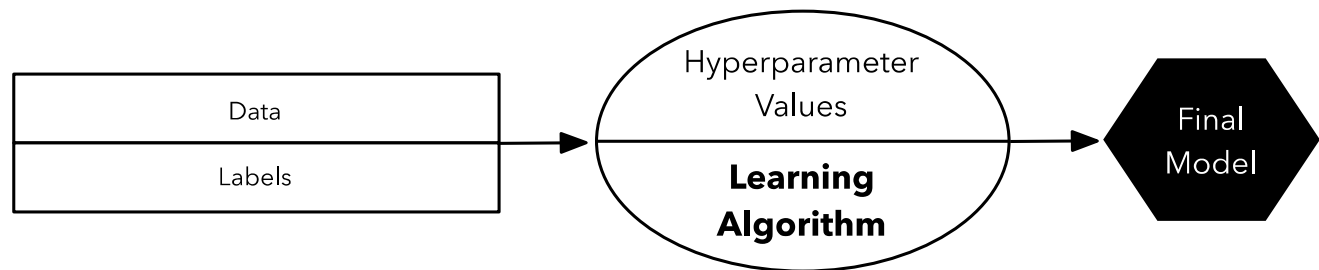 Data
Labels
Hyperparameter
Values
Learning
Algorithm
Final
Model